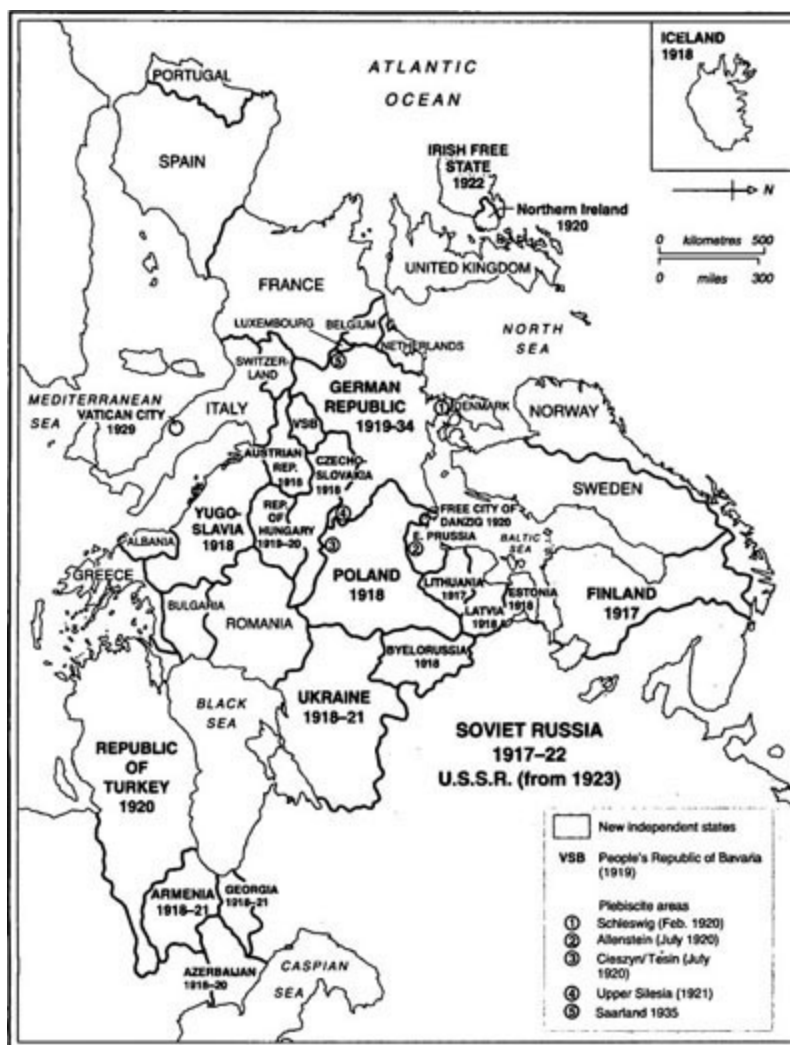 ICELAND
1918
PORTUGAL
ATLANTIC
OCEAN
SPAIN
IRISH FREE
STATE
1922
N
Northern Ireland
1920
0 kilometres 500
0 miles 300
UNITED KINGDOM
FRANCE
LUXEMBOURG
BELGIUM
NETHERLANDS
NORTH
SEA
SWITZER-
LAND
5
GERMAN
REPUBLIC
1919-34
MEDITERRANEAN
SEA
VATICAN CITY
1929
ITALY
VSB
1
DENMARK
NORWAY
AUSTRIAN
REP.
1918
CZECHO-
SLOVAKIA
1918
SWEDEN
YUGO-
SLAVIA
1918
REP.
OF
HUNGARY
1919-20
4
3
FREE CITY OF
DANZIG 1920
E. PRUSSIA
2
BALTIC
SEA
ALBANIA
GREECE
POLAND
1918
LITHUANIA
1917
LATVIA
1918
ESTONIA
1918
FINLAND
1917
BULGARIA
ROMANIA
BYELORUSSIA
1918
UKRAINE
1918-21
BLACK
SEA
REPUBLIC
OF
TURKEY
1920
SOVIET RUSSIA
1917-22
U.S.S.R. (from 1923)
ARMENIA
1918-21
GEORGIA
1918-21
AZERBAIJAN
1918-20
CASPIAN
SEA
New independent states
VSB People's Republic of Bavaria
(1919)
Plebiscite areas
1 Schleswig (Feb. 1920)
2 Allenstein (July 1920)
3 Cieszyn/Tesin (July
1920)
4 Upper Silesia (1921)
5 Saarland 1935